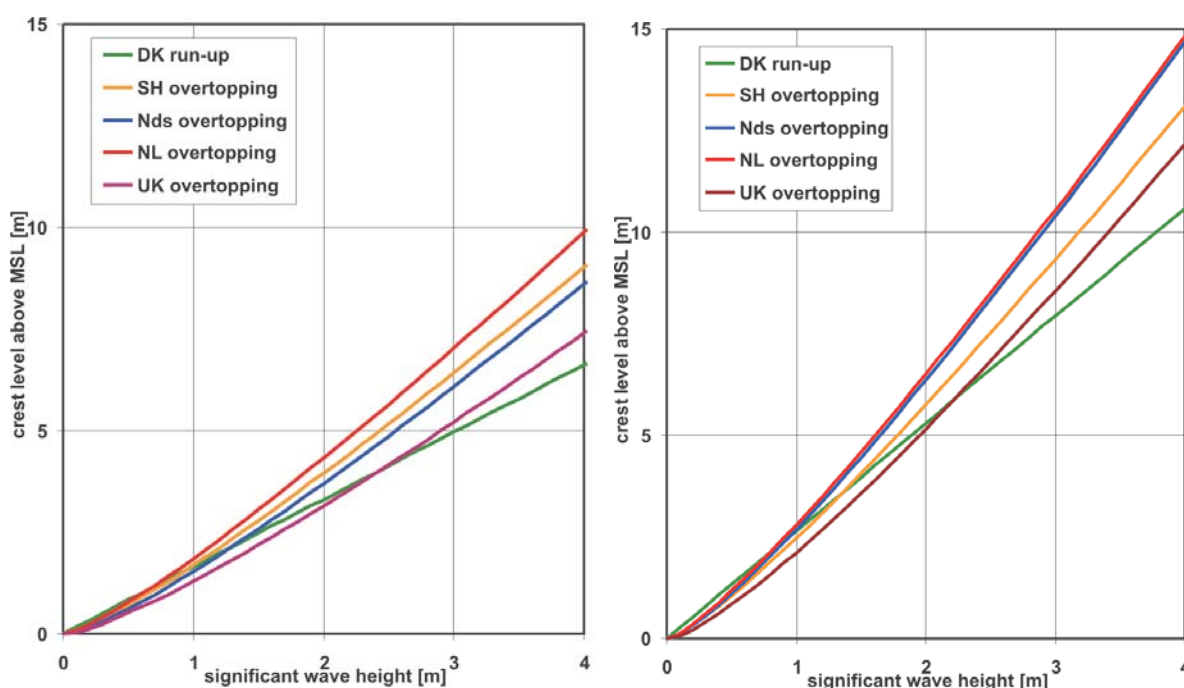 15
10
5
0
crest level above MSL [m]
DK run-up
SH overtopping
Nds overtopping
NL overtopping
UK overtopping
0
1
2
3
4
significant wave height [m]
15
10
5
0
crest level above MSL [m]
DK run-up
SH overtopping
Nds overtopping
NL overtopping
UK overtopping
0
1
2
3
4
significant wave height [m]